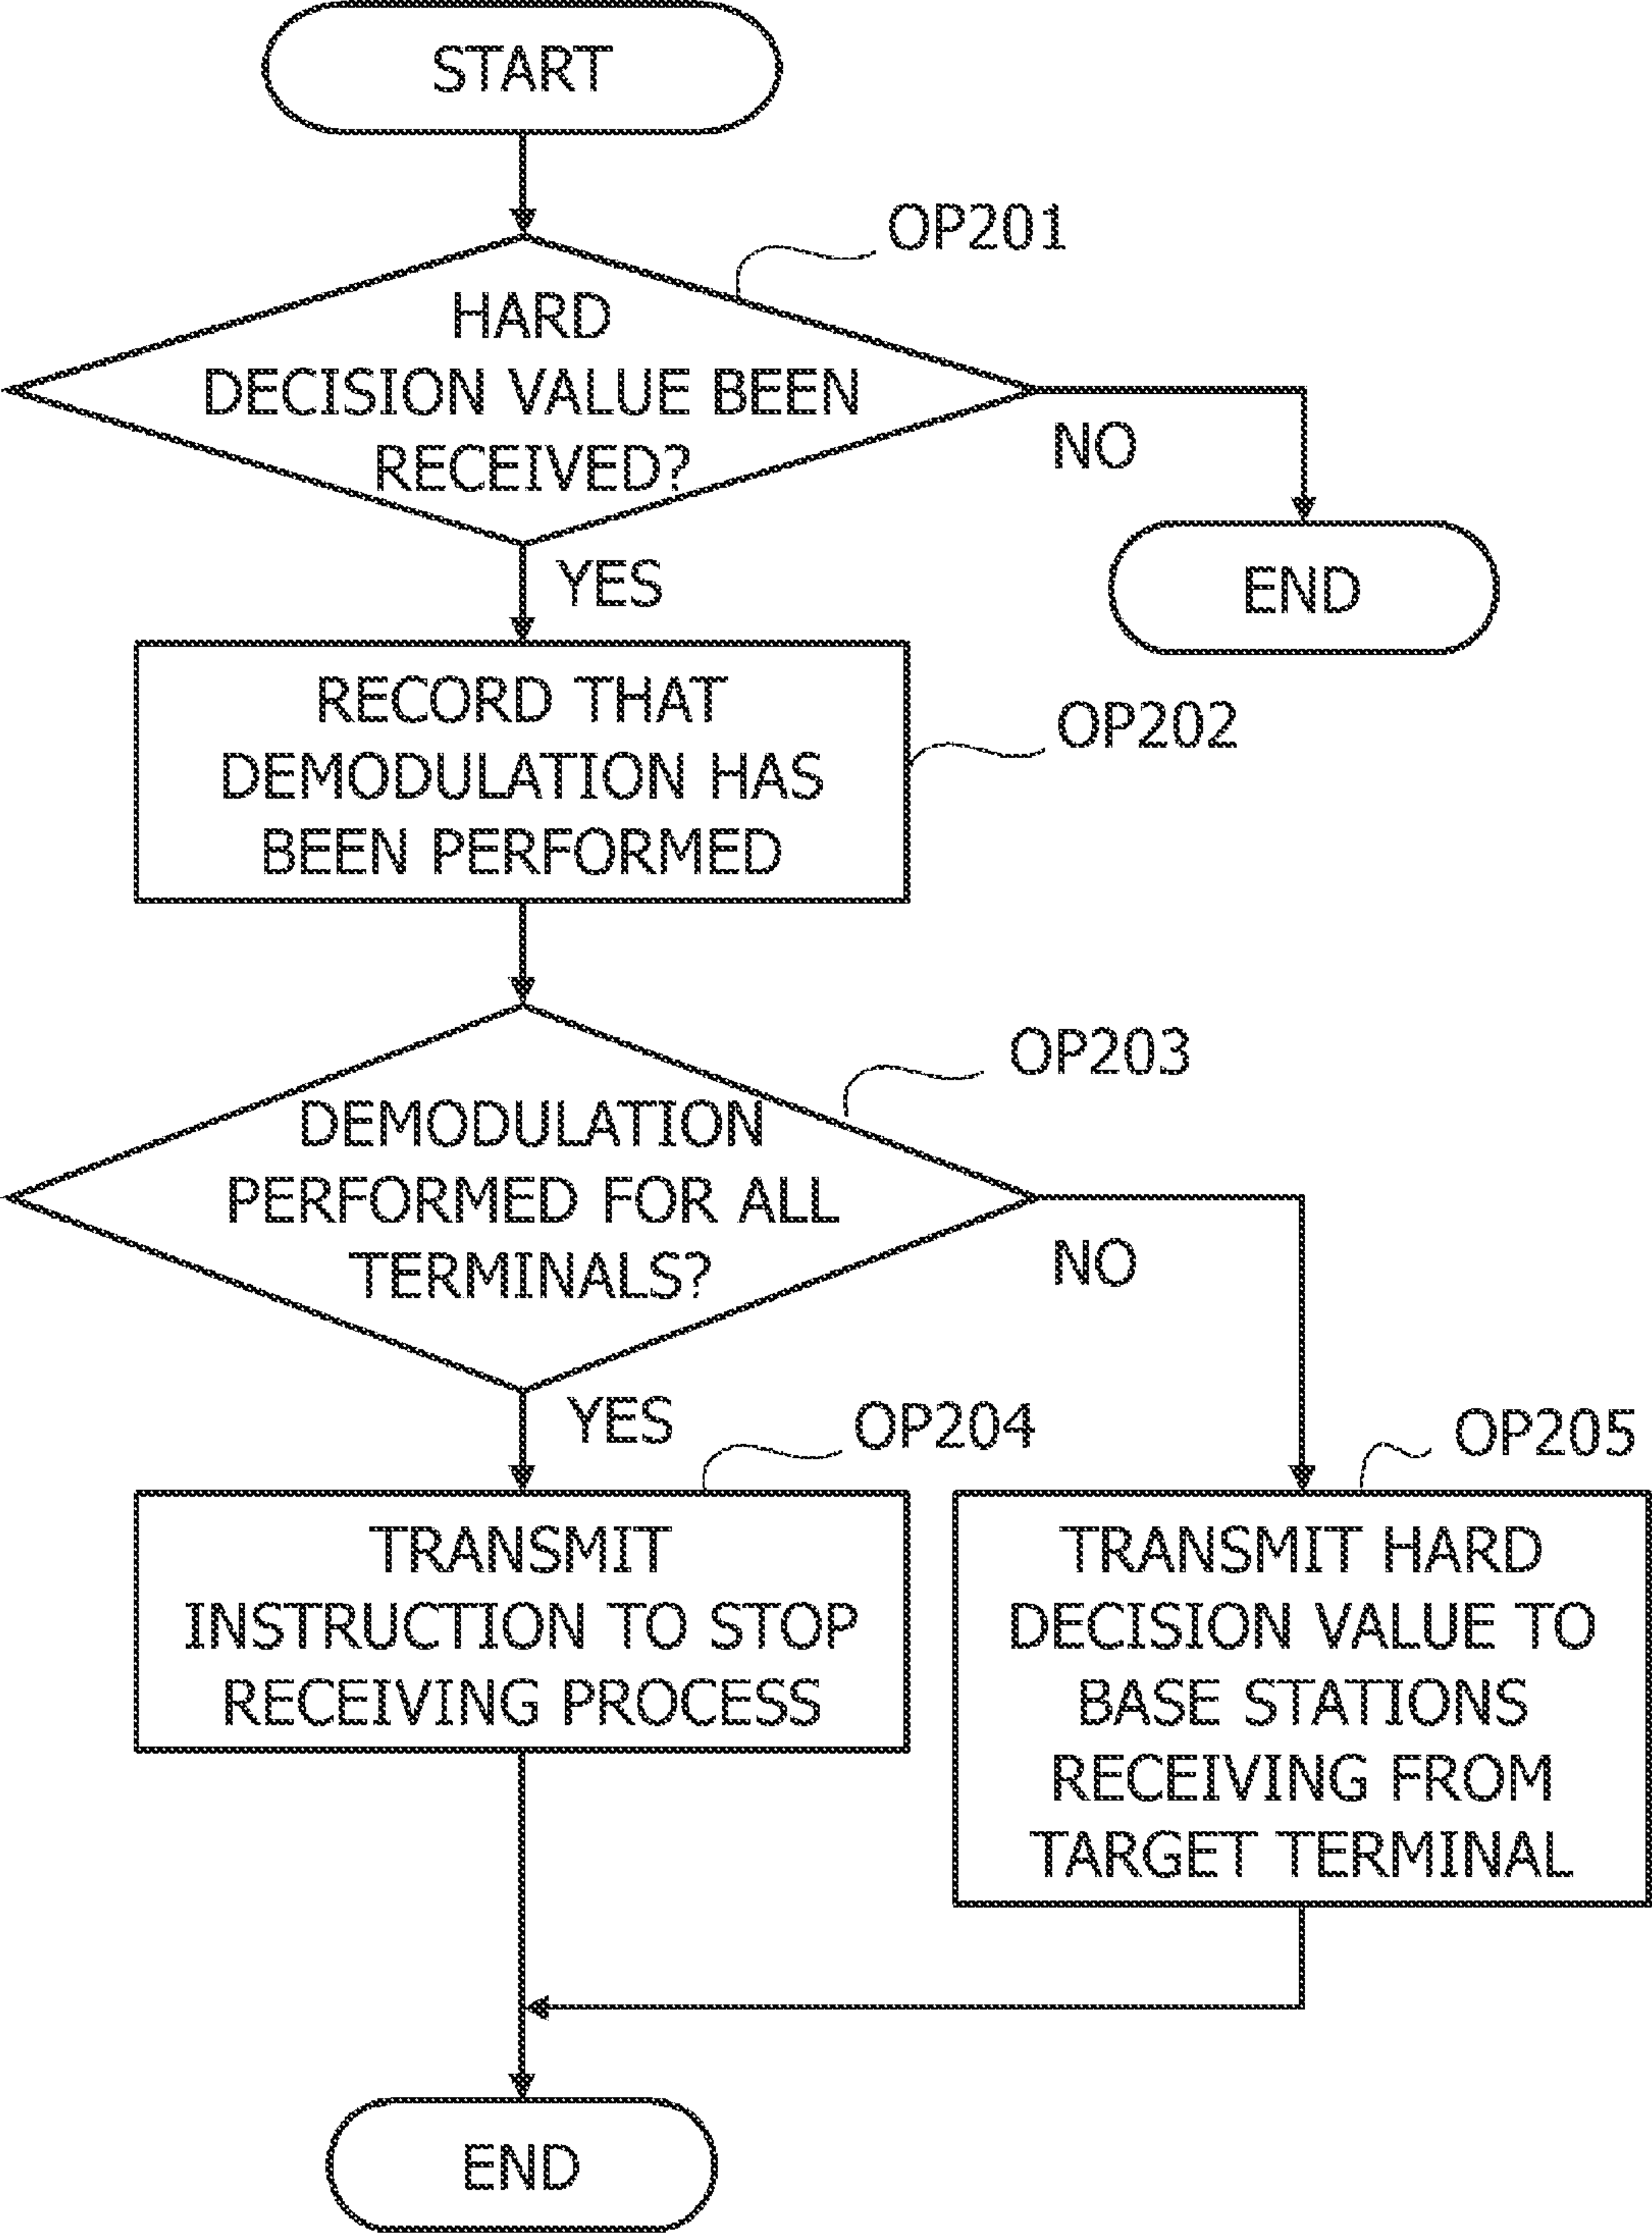 START
OP201
HARD
DECISION VALUE BEEN
RECEIVED?
NO
END
YES
RECORD THAT
DEMODULATION HAS
BEEN PERFORMED
OP202
OP203
DEMODULATION
PERFORMED FOR ALL
TERMINALS?
NO
YES
OP204
OP205
TRANSMIT
INSTRUCTION TO STOP
RECEIVING PROCESS
TRANSMIT HARD
DECISION VALUE TO
BASE STATIONS
RECEIVING FROM
TARGET TERMINAL
END